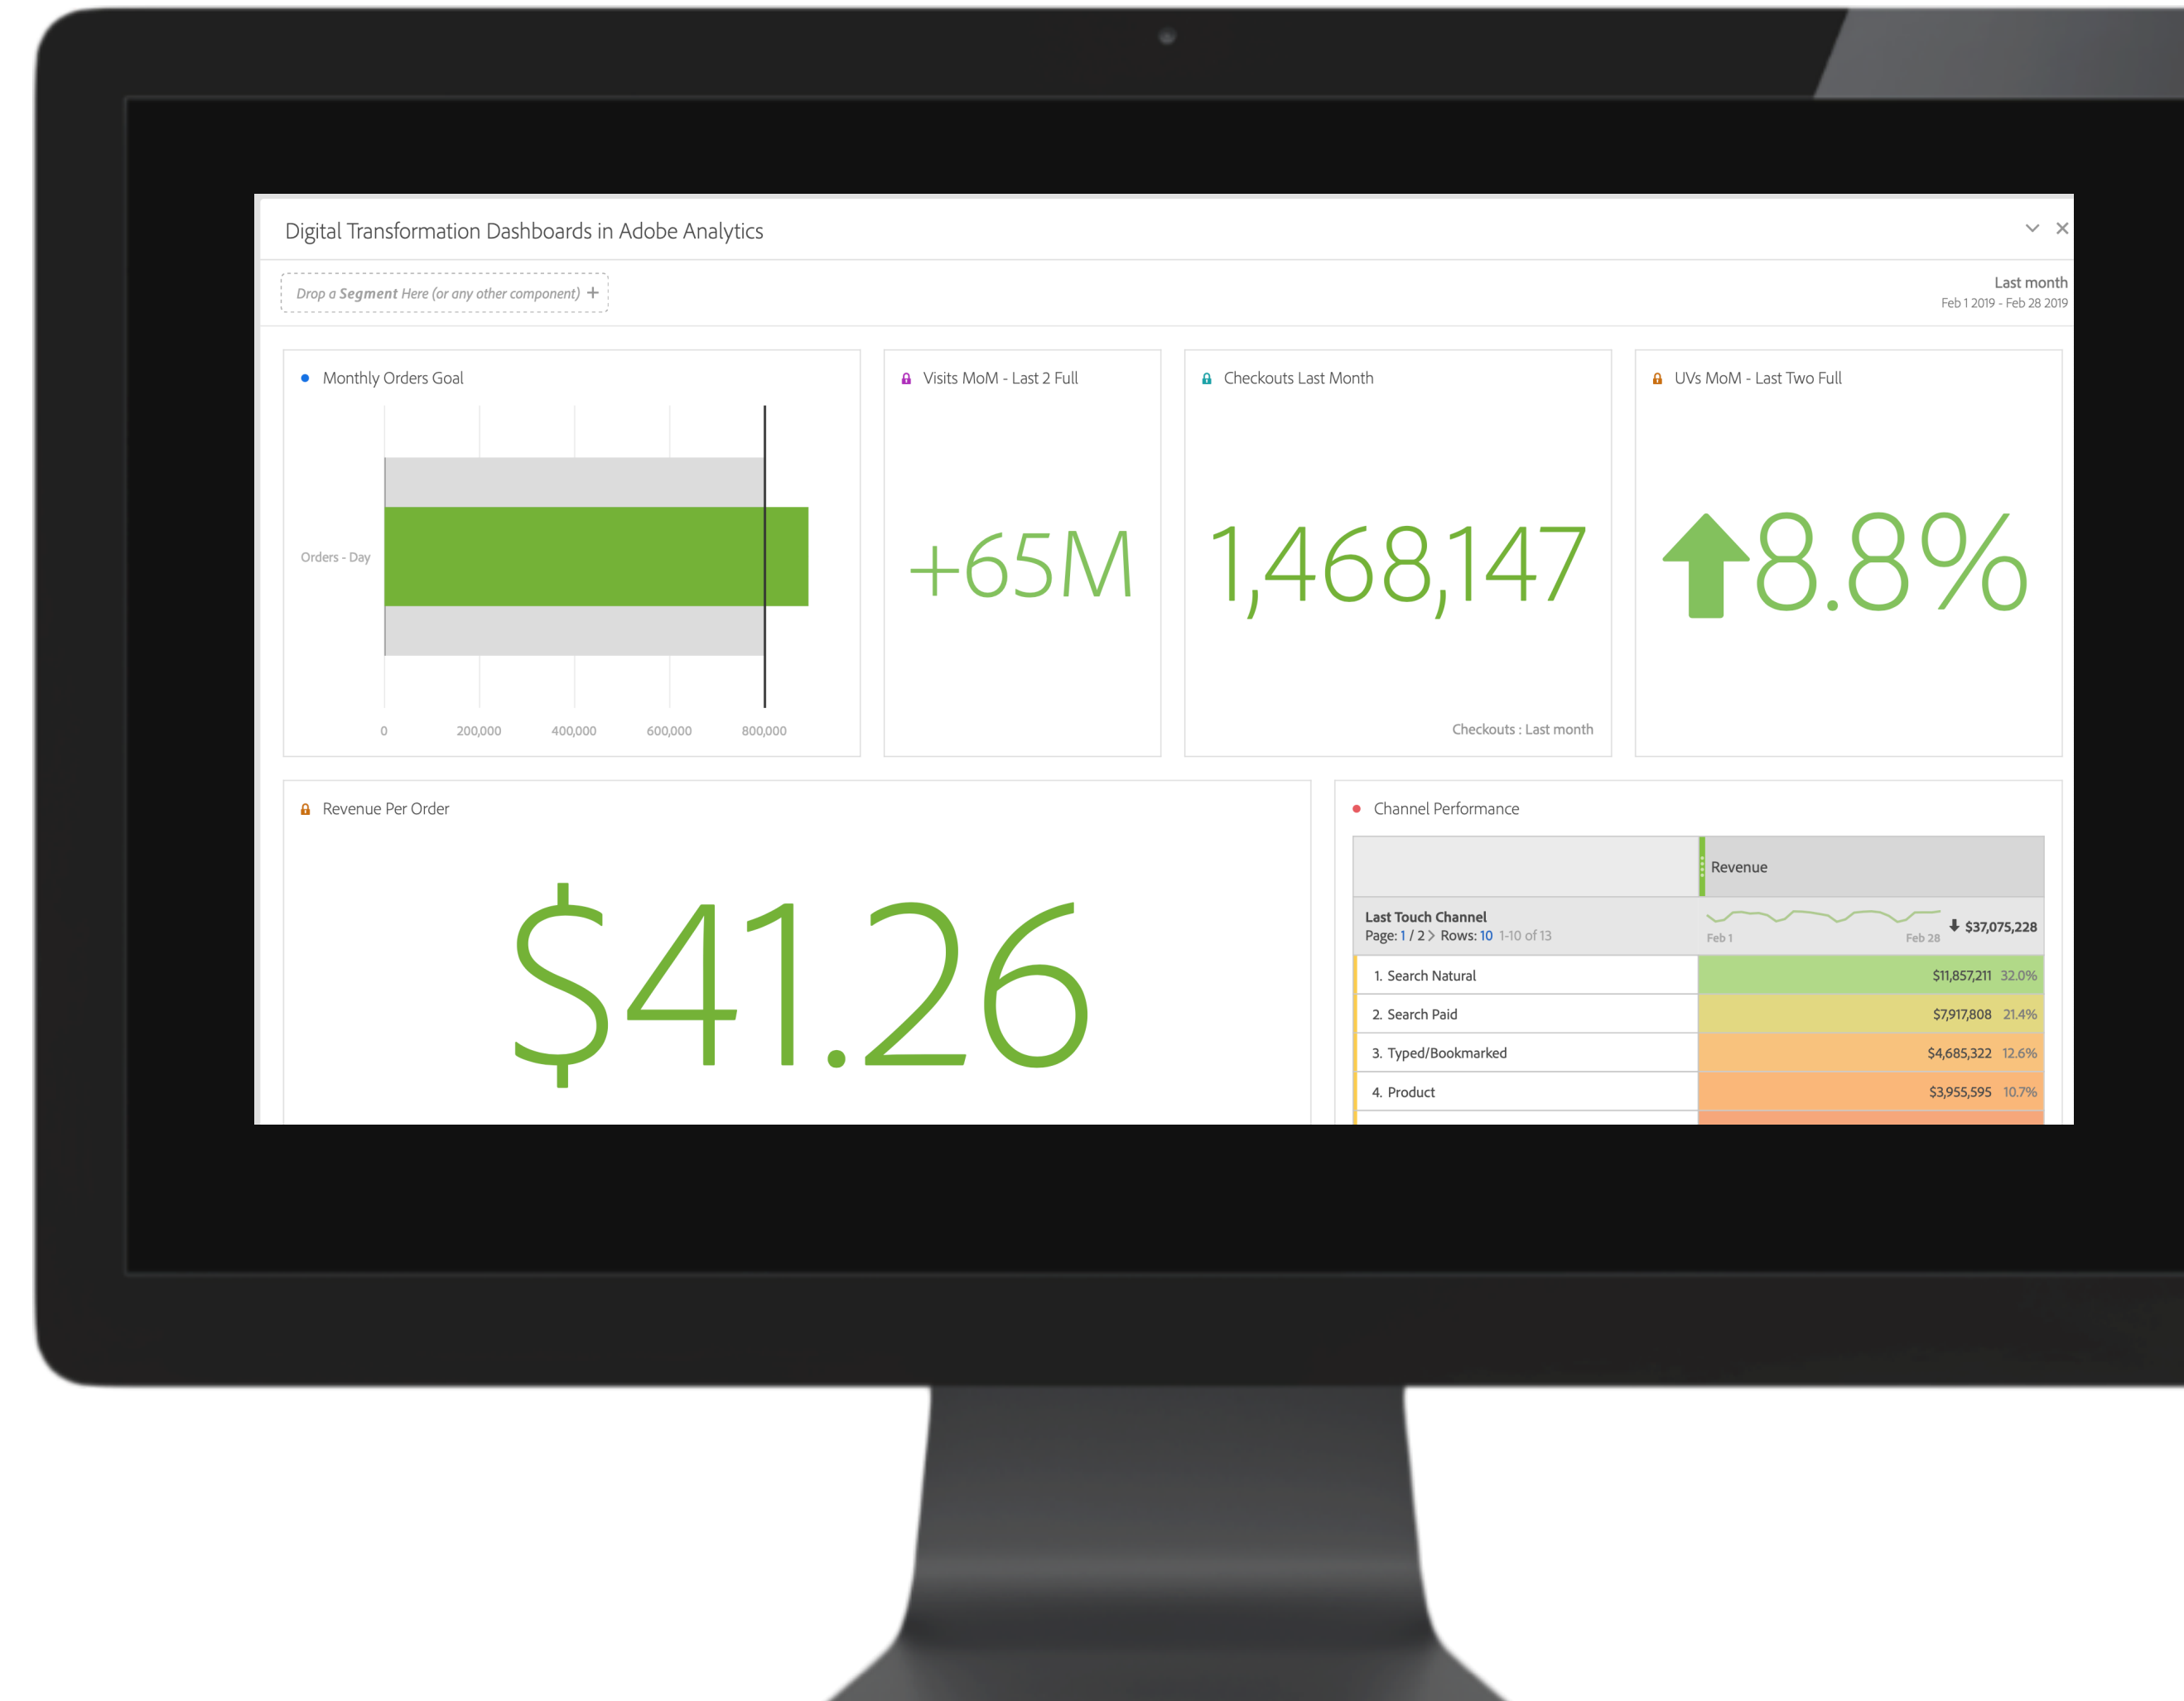 Digital Transformation Dashboards in Adobe Analytics
Drop a Segment Here (or any other component) +
Last month
Feb 1 2019 - Feb 28 2019
Monthly Orders Goal
Orders - Day
0 200,000 400,000 600,000 800,000
Visits MoM - Last 2 Full
+65M
Checkouts Last Month
1,468,147
Checkouts : Last month
UVs MoM - Last Two Full
8.8%
Revenue Per Order
$41.26
Channel Performance
Revenue
Last Touch Channel
Page: 1 / 2 > Rows: 10 1-10 of 13
Feb 1 Feb 28
$37,075,228
1. Search Natural $11,857,211 32.0%
2. Search Paid $7,917,808 21.4%
3. Typed/Bookmarked $4,685,322 12.6%
4. Product $3,955,595 10.7%